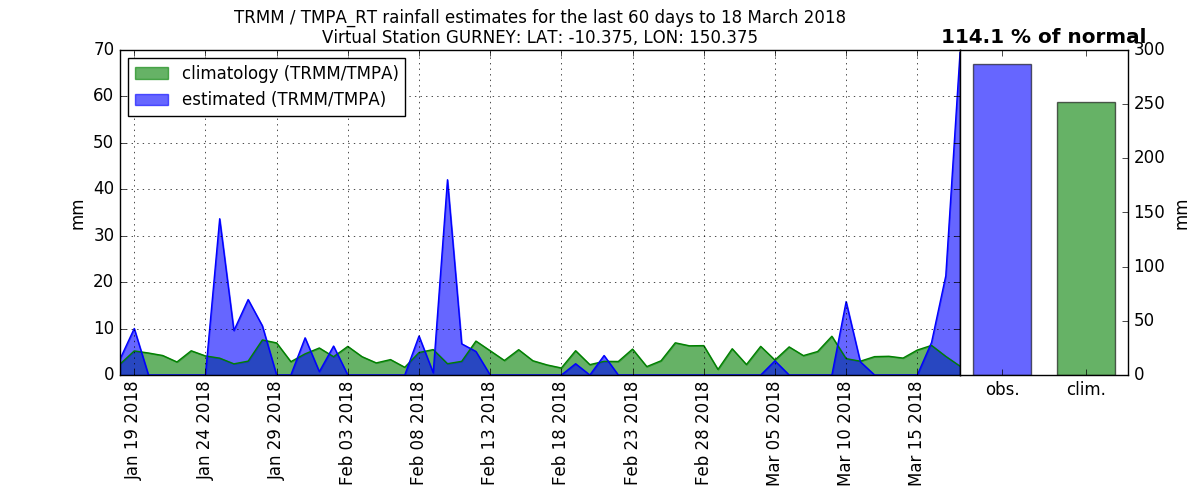 TRMM / TMPA_RT rainfall estimates for the last 60 days to 18 March 2018
Virtual Station GURNEY: LAT: -10.375, LON: 150.375
114.1 % of normal
climatology (TRMM/TMPA)
estimated (TRMM/TMPA)
70
60
50
40
30
20
10
0
mm
Jan 19 2018
Jan 24 2018
Jan 29 2018
Feb 03 2018
Feb 08 2018
Feb 13 2018
Feb 18 2018
Feb 23 2018
Feb 28 2018
Mar 05 2018
Mar 10 2018
Mar 15 2018
obs.
clim.
300
250
200
150
100
50
0
mm